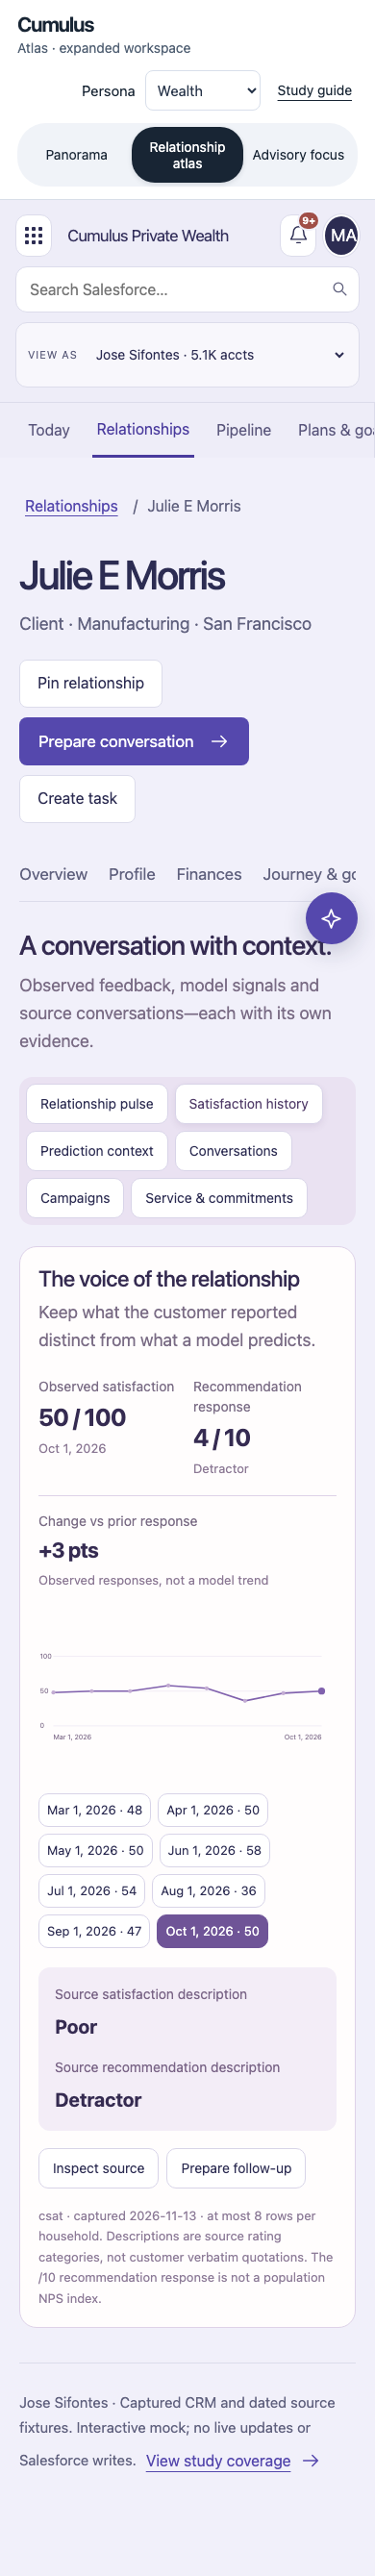 Cumulus
Atlas · expanded workspace
Persona Wealth Study guide
Panorama Relationship atlas Advisory focus
Cumulus Private Wealth 9+ MA
Search Salesforce...
VIEW AS Jose Sifontes · 5.1K accts
Today Relationships Pipeline Plans & goa
Relationships / Julie E Morris
Julie E Morris
Client · Manufacturing · San Francisco
Pin relationship
Prepare conversation →
Create task
Overview Profile Finances Journey & go
A conversation with context.
Observed feedback, model signals and
source conversations—each with its own
evidence.
Relationship pulse Satisfaction history
Prediction context Conversations
Campaigns Service & commitments
The voice of the relationship
Keep what the customer reported
distinct from what a model predicts.
Observed satisfaction
50 / 100
Oct 1, 2026
Recommendation
response
4 / 10
Detractor
Change vs prior response
+3 pts
Observed responses, not a model trend
100
50
0
Mar 1, 2026 Oct 1, 2026
Mar 1, 2026 · 48 Apr 1, 2026 · 50
May 1, 2026 · 50 Jun 1, 2026 · 58
Jul 1, 2026 · 54 Aug 1, 2026 · 36
Sep 1, 2026 · 47 Oct 1, 2026 · 50
Source satisfaction description
Poor
Source recommendation description
Detractor
Inspect source Prepare follow-up
csat · captured 2026-11-13 · at most 8 rows per
household. Descriptions are source rating
categories, not customer verbatim quotations. The
/10 recommendation response is not a population
NPS index.
Jose Sifontes · Captured CRM and dated source
fixtures. Interactive mock; no live updates or
Salesforce writes. View study coverage →